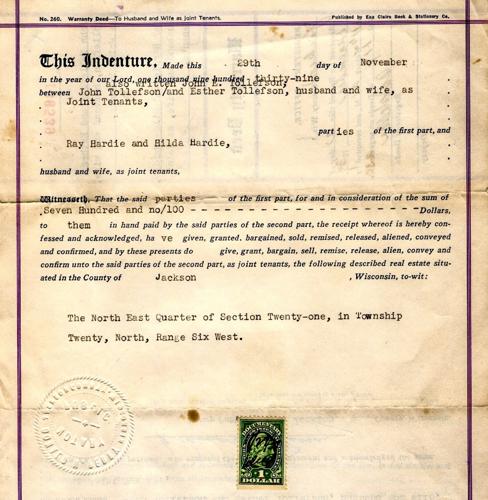 No. 260. Warranty Deed—To Husband and Wife as Joint Tenants. Published by Eau Claire Book & Stationery Co.
This Indenture, Made this 29th day of November
in the year of our Lord, one thousand nine hundred thirty-nine
also written John E. Tollefson,
between John Tollefson/and Esther Tollefson, husband and wife, as
Joint Tenants,
parties of the first part, and
Ray Hardie and Hilda Hardie,
husband and wife, as joint tenants,
Witnesseth, That the said parties of the first part, for and in consideration of the sum of
Seven Hundred and no/100 - - - - - - - - - - - - - - - - - - - - Dollars,
to them in hand paid by the said parties of the second part, the receipt whereof is hereby con-
fessed and acknowledged, ha ve given, granted, bargained, sold, remised, released, aliened, conveyed
and confirmed, and by these presents do give, grant, bargain, sell, remise, release, alien, convey and
confirm unto the said parties of the second part, as joint tenants, the following described real estate situ-
ated in the County of Jackson , Wisconsin, to-wit:
The North East Quarter of Section Twenty-one, in Township
Twenty, North, Range Six West.
DOCUMENTARY
1
DOLLAR